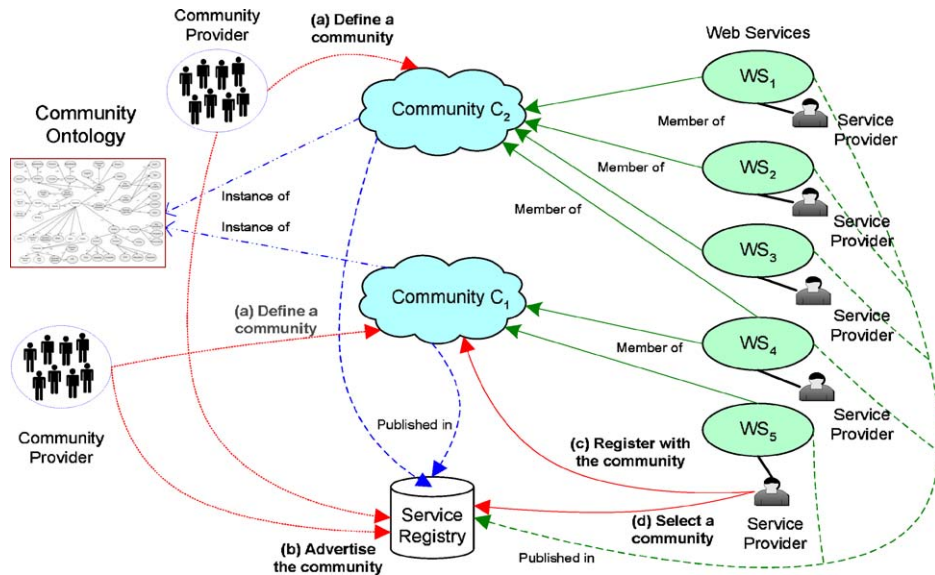 Community
Provider
(a) Define a
community
Web Services
Community
Ontology
Community C2
WS1
Service
Provider
Member of
WS2
Service
Provider
Member of
Member of
Instance of
Instance of
WS3
Service
Provider
Community C1
(a) Define a
community
WS4
Service
Provider
Member of
Community
Provider
Published in
WS5
(c) Register with
the community
Service
Registry
(d) Select a
community
Service
Provider
(b) Advertise
the community
Published in